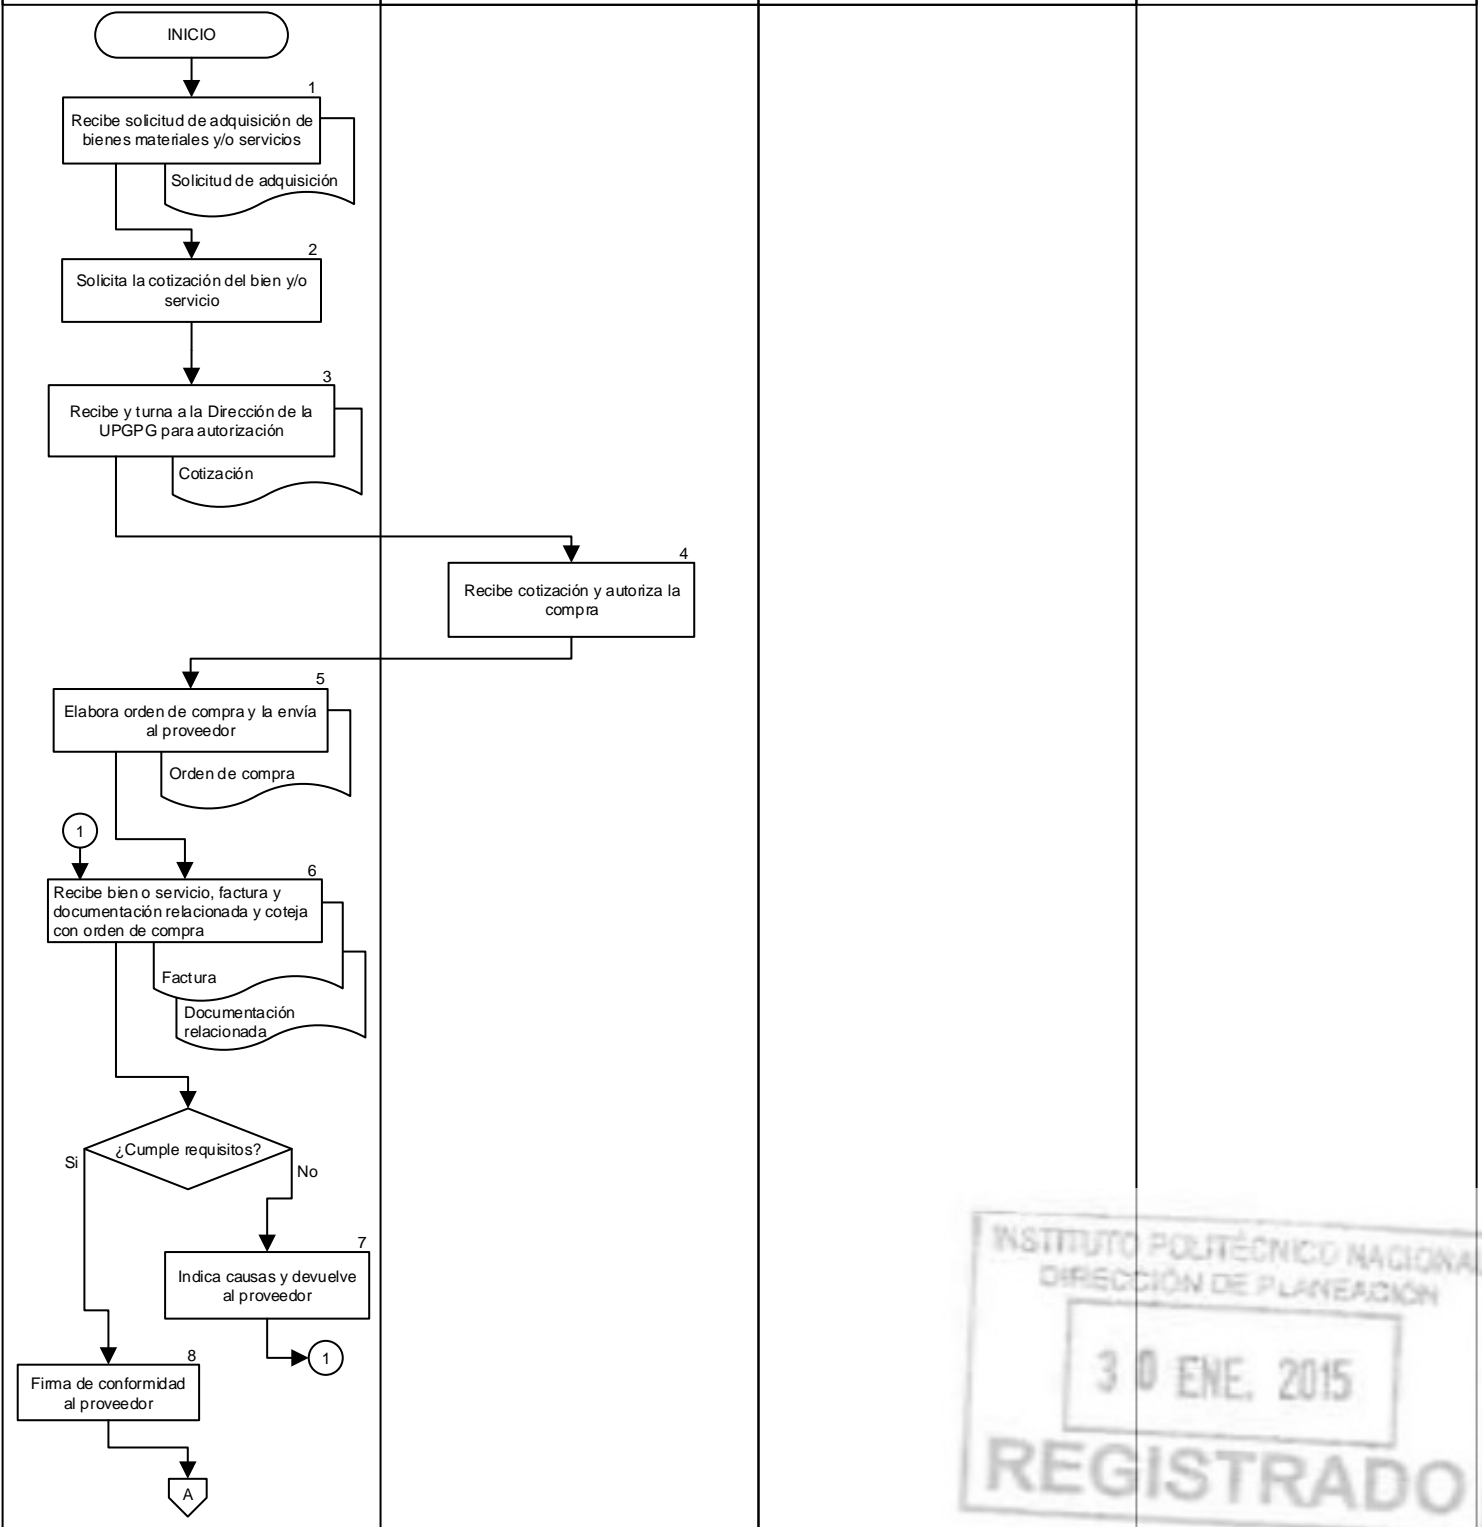 INICIO
1
Recibe solicitud de adquisición de
bienes materiales y/o servicios
Solicitud de adquisición
2
Solicita la cotización del bien y/o
servicio
3
Recibe y turna a la Dirección de la
UPGPG para autorización
Cotización
4
Recibe cotización y autoriza la
compra
5
Elabora orden de compra y la envía
al proveedor
Orden de compra
1
6
Recibe bien o servicio, factura y
documentación relacionada y coteja
con orden de compra
Factura
Documentación
relacionada
¿Cumple requisitos?
Si
No
7
Indica causas y devuelve
al proveedor
1
8
Firma de conformidad
al proveedor
A
INSTITUTO POLITÉCNICO NACIONAL
DIRECCIÓN DE PLANEACIÓN
30 ENE. 2015
REGISTRADO